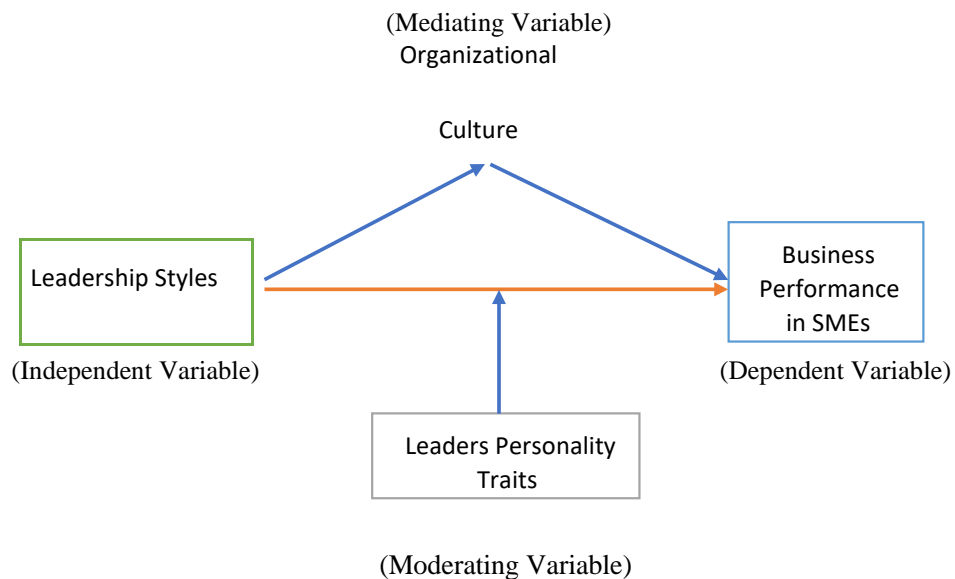 (Mediating Variable)
Organizational
Culture
Leadership Styles
(Independent Variable)
Business
Performance
in SMEs
(Dependent Variable)
Leaders Personality
Traits
(Moderating Variable)